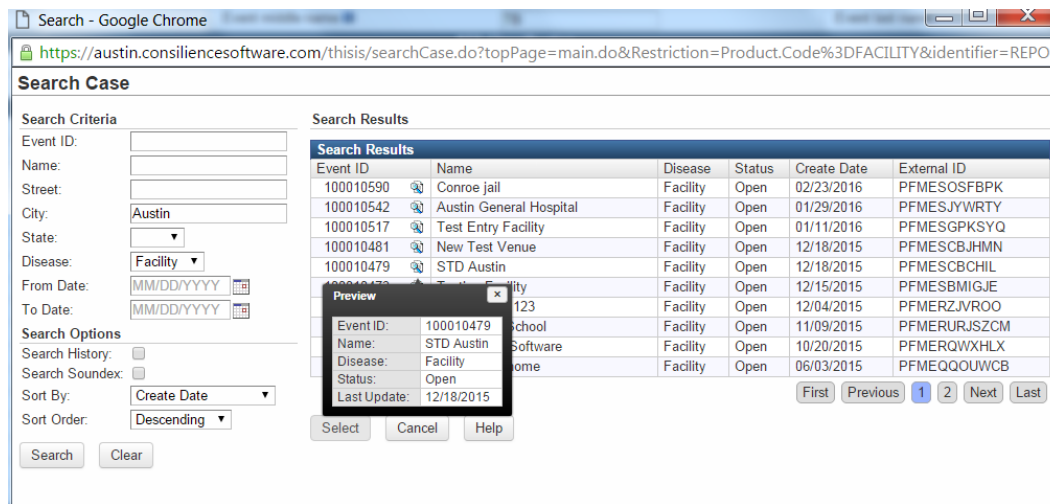 Search - Google Chrome
https://austin.consiliencesoftware.com/thisis/searchCase.do?topPage=main.do&Restriction=Product.Code%3DFACILITY&identifier=REPO
Search Case
Search Criteria
Event ID:
Name:
Street:
City: Austin
State:
Disease: Facility
From Date: MM/DD/YYYY
To Date: MM/DD/YYYY
Search Options
Search History:
Search Soundex:
Sort By: Create Date
Sort Order: Descending
Search Clear
Search Results
Search Results
Event ID Name Disease Status Create Date External ID
100010590 Conroe jail Facility Open 02/23/2016 PFMESOSFBPK
100010542 Austin General Hospital Facility Open 01/29/2016 PFMESJYWRTY
100010517 Test Entry Facility Facility Open 01/11/2016 PFMESGPKSYQ
100010481 New Test Venue Facility Open 12/18/2015 PFMESCBJHMN
100010479 STD Austin Facility Open 12/18/2015 PFMESCBCHIL
Facility Open 12/15/2015 PFMESBMIGJE
123 Facility Open 12/04/2015 PFMERZJVROO
School Facility Open 11/09/2015 PFMERURJSZCM
Software Facility Open 10/20/2015 PFMERQWXHLX
ome Facility Open 06/03/2015 PFMEQQOUWCB
Preview
Event ID: 100010479
Name: STD Austin
Disease: Facility
Status: Open
Last Update: 12/18/2015
First Previous 1 2 Next Last
Select Cancel Help